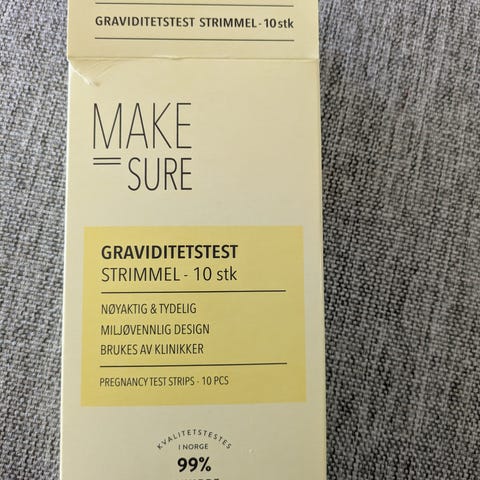 GRAVIDITETSTEST STRIMMEL - 10 stk
MAKE
SURE
GRAVIDITETSTEST
STRIMMEL - 10 stk
NØYAKTIG & TYDELIG
MILJØVENNLIG DESIGN
BRUKES AV KLINIKKER
PREGNANCY TEST STRIPS - 10 PCS
KVALITETSTESTES
I NORGE
99%